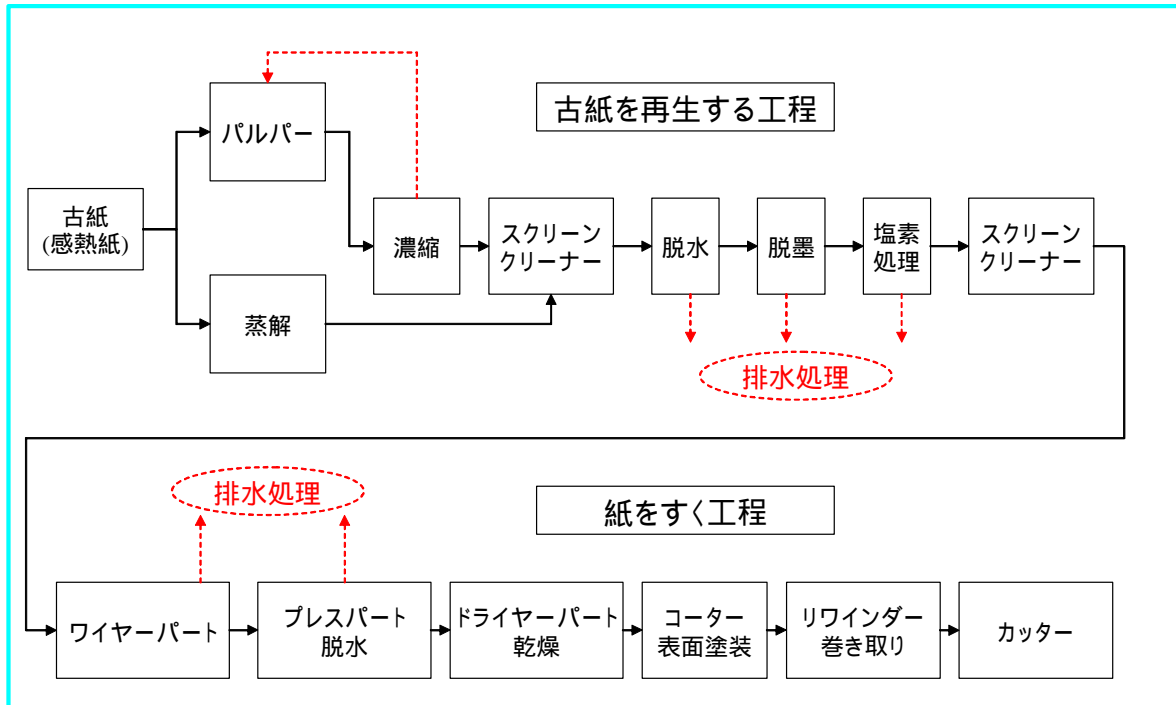 古紙を再生する工程
パルパー
古紙
(感熱紙)
濃縮
スクリーン
クリーナー
脱水
脱墨
塩素
処理
スクリーン
クリーナー
蒸解
排水処理
排水処理
紙をすく工程
ワイヤーパート
プレスパート
脱水
ドライヤーパート
乾燥
コーター
表面塗装
リワインダー
巻き取り
カッター